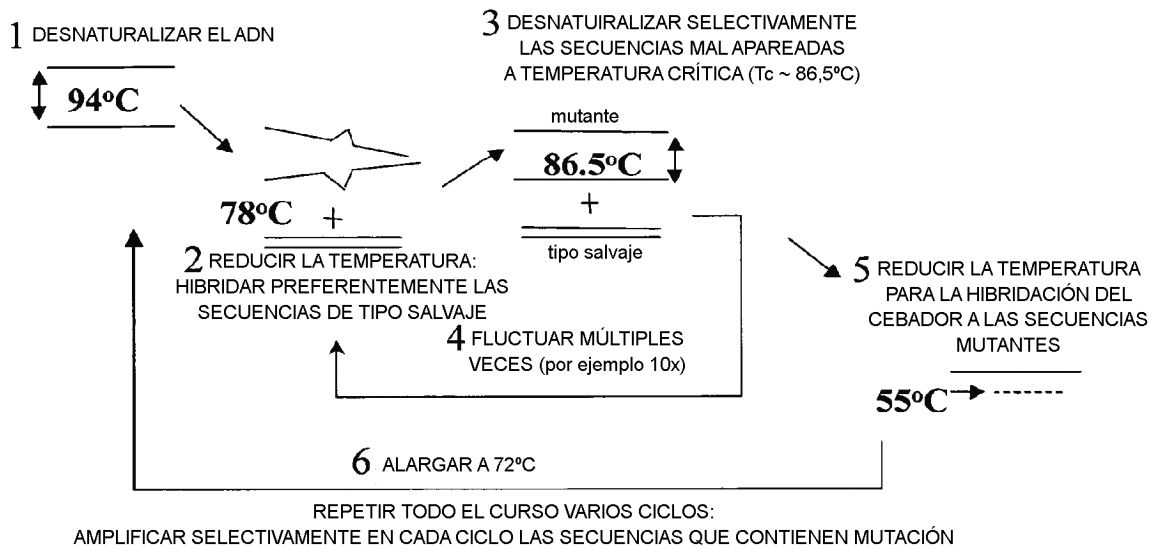 1 DESNATURALIZAR EL ADN
94ºC
78ºC +
2 REDUCIR LA TEMPERATURA:
HIBRIDAR PREFERENTEMENTE LAS
SECUENCIAS DE TIPO SALVAJE
3 DESNATUIRALIZAR SELECTIVAMENTE
LAS SECUENCIAS MAL APAREADAS
A TEMPERATURA CRÍTICA (Tc ~ 86,5ºC)
mutante
86.5ºC
+
tipo salvaje
4 FLUCTUAR MÚLTIPLES
VECES (por ejemplo 10x)
5 REDUCIR LA TEMPERATURA
PARA LA HIBRIDACIÓN DEL
CEBADOR A LAS SECUENCIAS
MUTANTES
55ºC
6 ALARGAR A 72ºC
REPETIR TODO EL CURSO VARIOS CICLOS:
AMPLIFICAR SELECTIVAMENTE EN CADA CICLO LAS SECUENCIAS QUE CONTIENEN MUTACIÓN